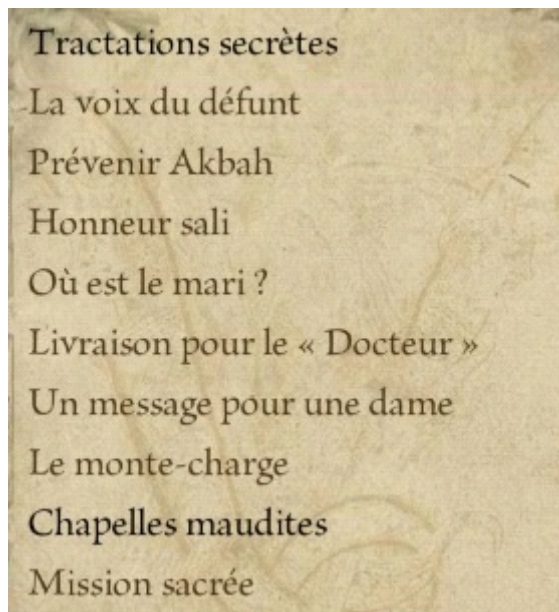 Tractations secrètes
La voix du défunt
Prévenir Akbah
Honneur sali
Où est le mari ?
Livraison pour le « Docteur »
Un message pour une dame
Le monte-charge
Chapelles maudites
Mission sacrée